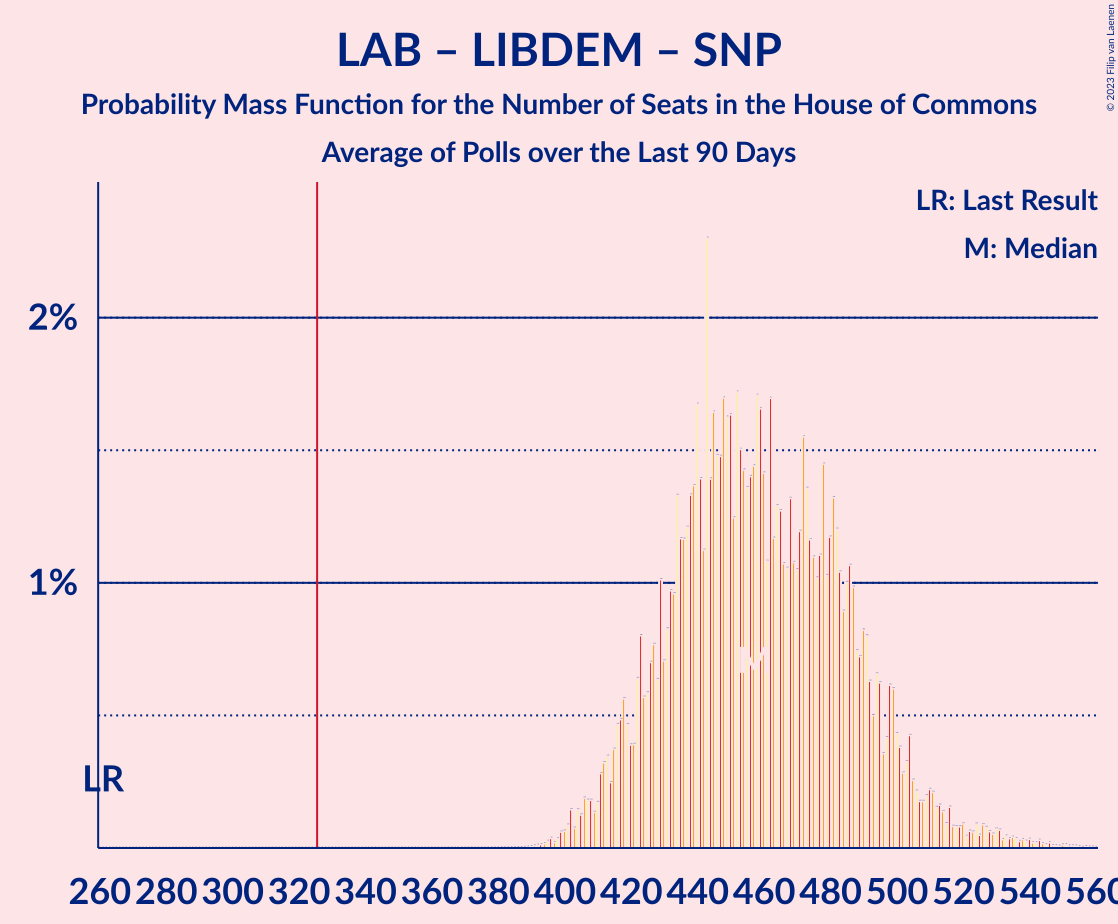 LAB – LIBDEM – SNP
Probability Mass Function for the Number of Seats in the House of Commons
Average of Polls over the Last 90 Days
© 2023 Filip van Laenen
LR: Last Result
M: Median
2%
1%
M
LR
260 280 300 320 340 360 380 400 420 440 460 480 500 520 540 560